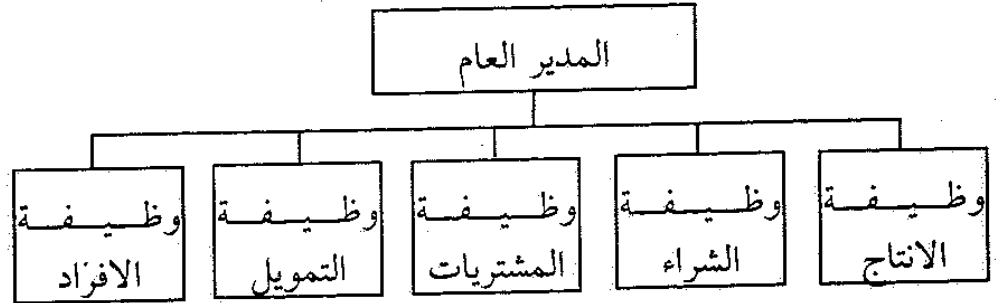 المدير العام
وظيفة
الانتاج
وظيفة
الشراء
وظيفة
المشتريات
وظيفة
التمويل
وظيفة
الافراد